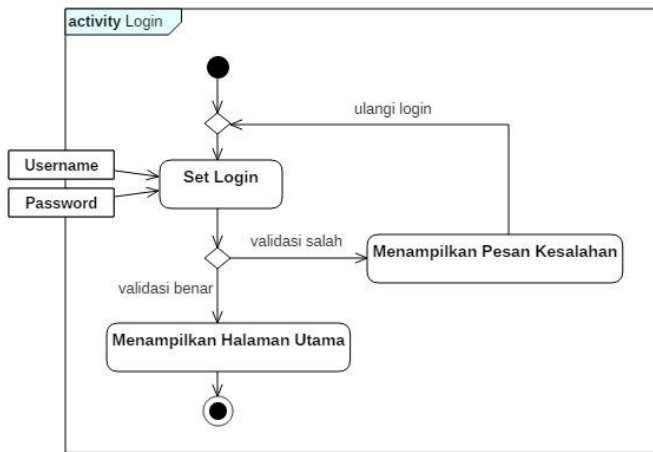 activity Login
ulangi login
Username
Set Login
Password
validasi salah
Menampilkan Pesan Kesalahan
validasi benar
Menampilkan Halaman Utama